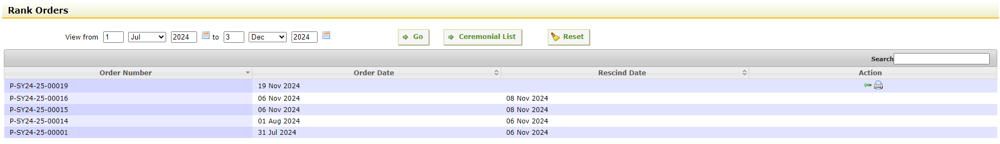 Rank Orders
View from 1 Jul 2024 to 3 Dec 2024 Go Ceremonial List Reset
Search
Order Number Order Date Rescind Date Action
P-SY24-25-00019 19 Nov 2024
P-SY24-25-00016 06 Nov 2024 08 Nov 2024
P-SY24-25-00015 06 Nov 2024 08 Nov 2024
P-SY24-25-00014 01 Aug 2024 06 Nov 2024
P-SY24-25-00001 31 Jul 2024 06 Nov 2024